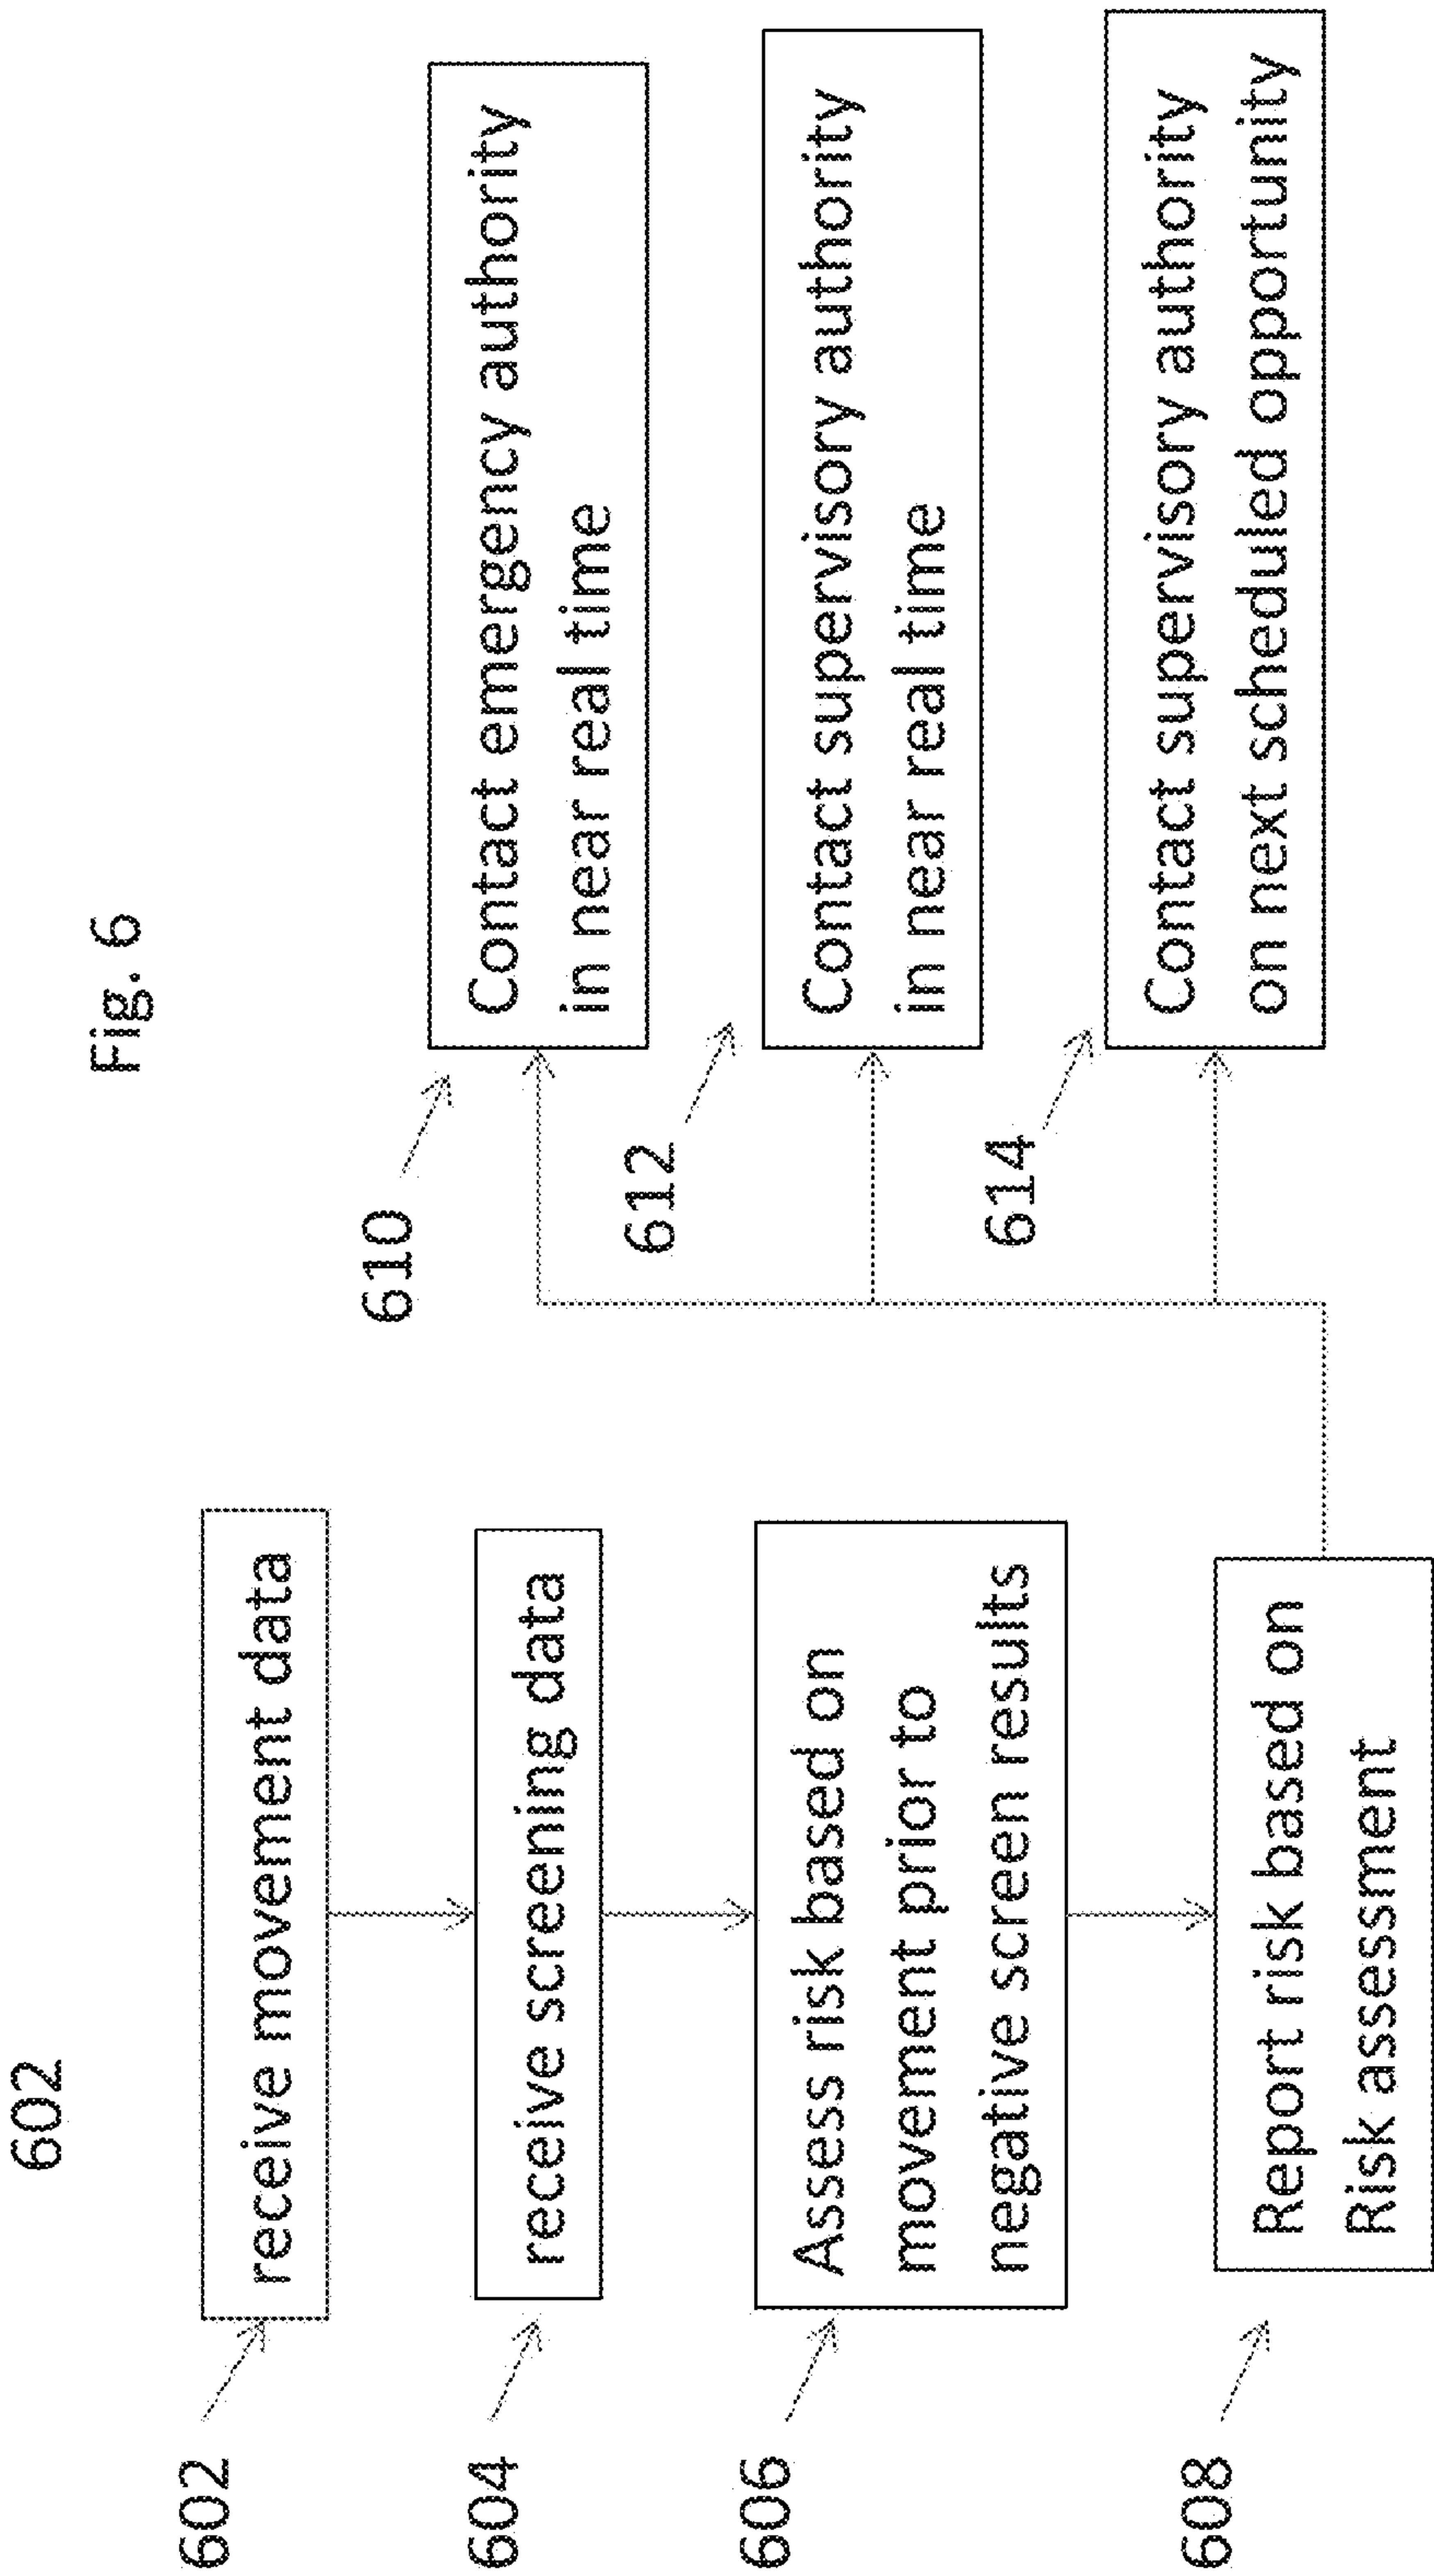 Fig. 6
602
602
receive movement data
604
receive screening data
606
Assess risk based on
movement prior to
negative screen results
608
Report risk based on
Risk assessment
610
Contact emergency authority
in near real time
612
Contact supervisory authority
in near real time
614
Contact supervisory authority
on next scheduled opportunity